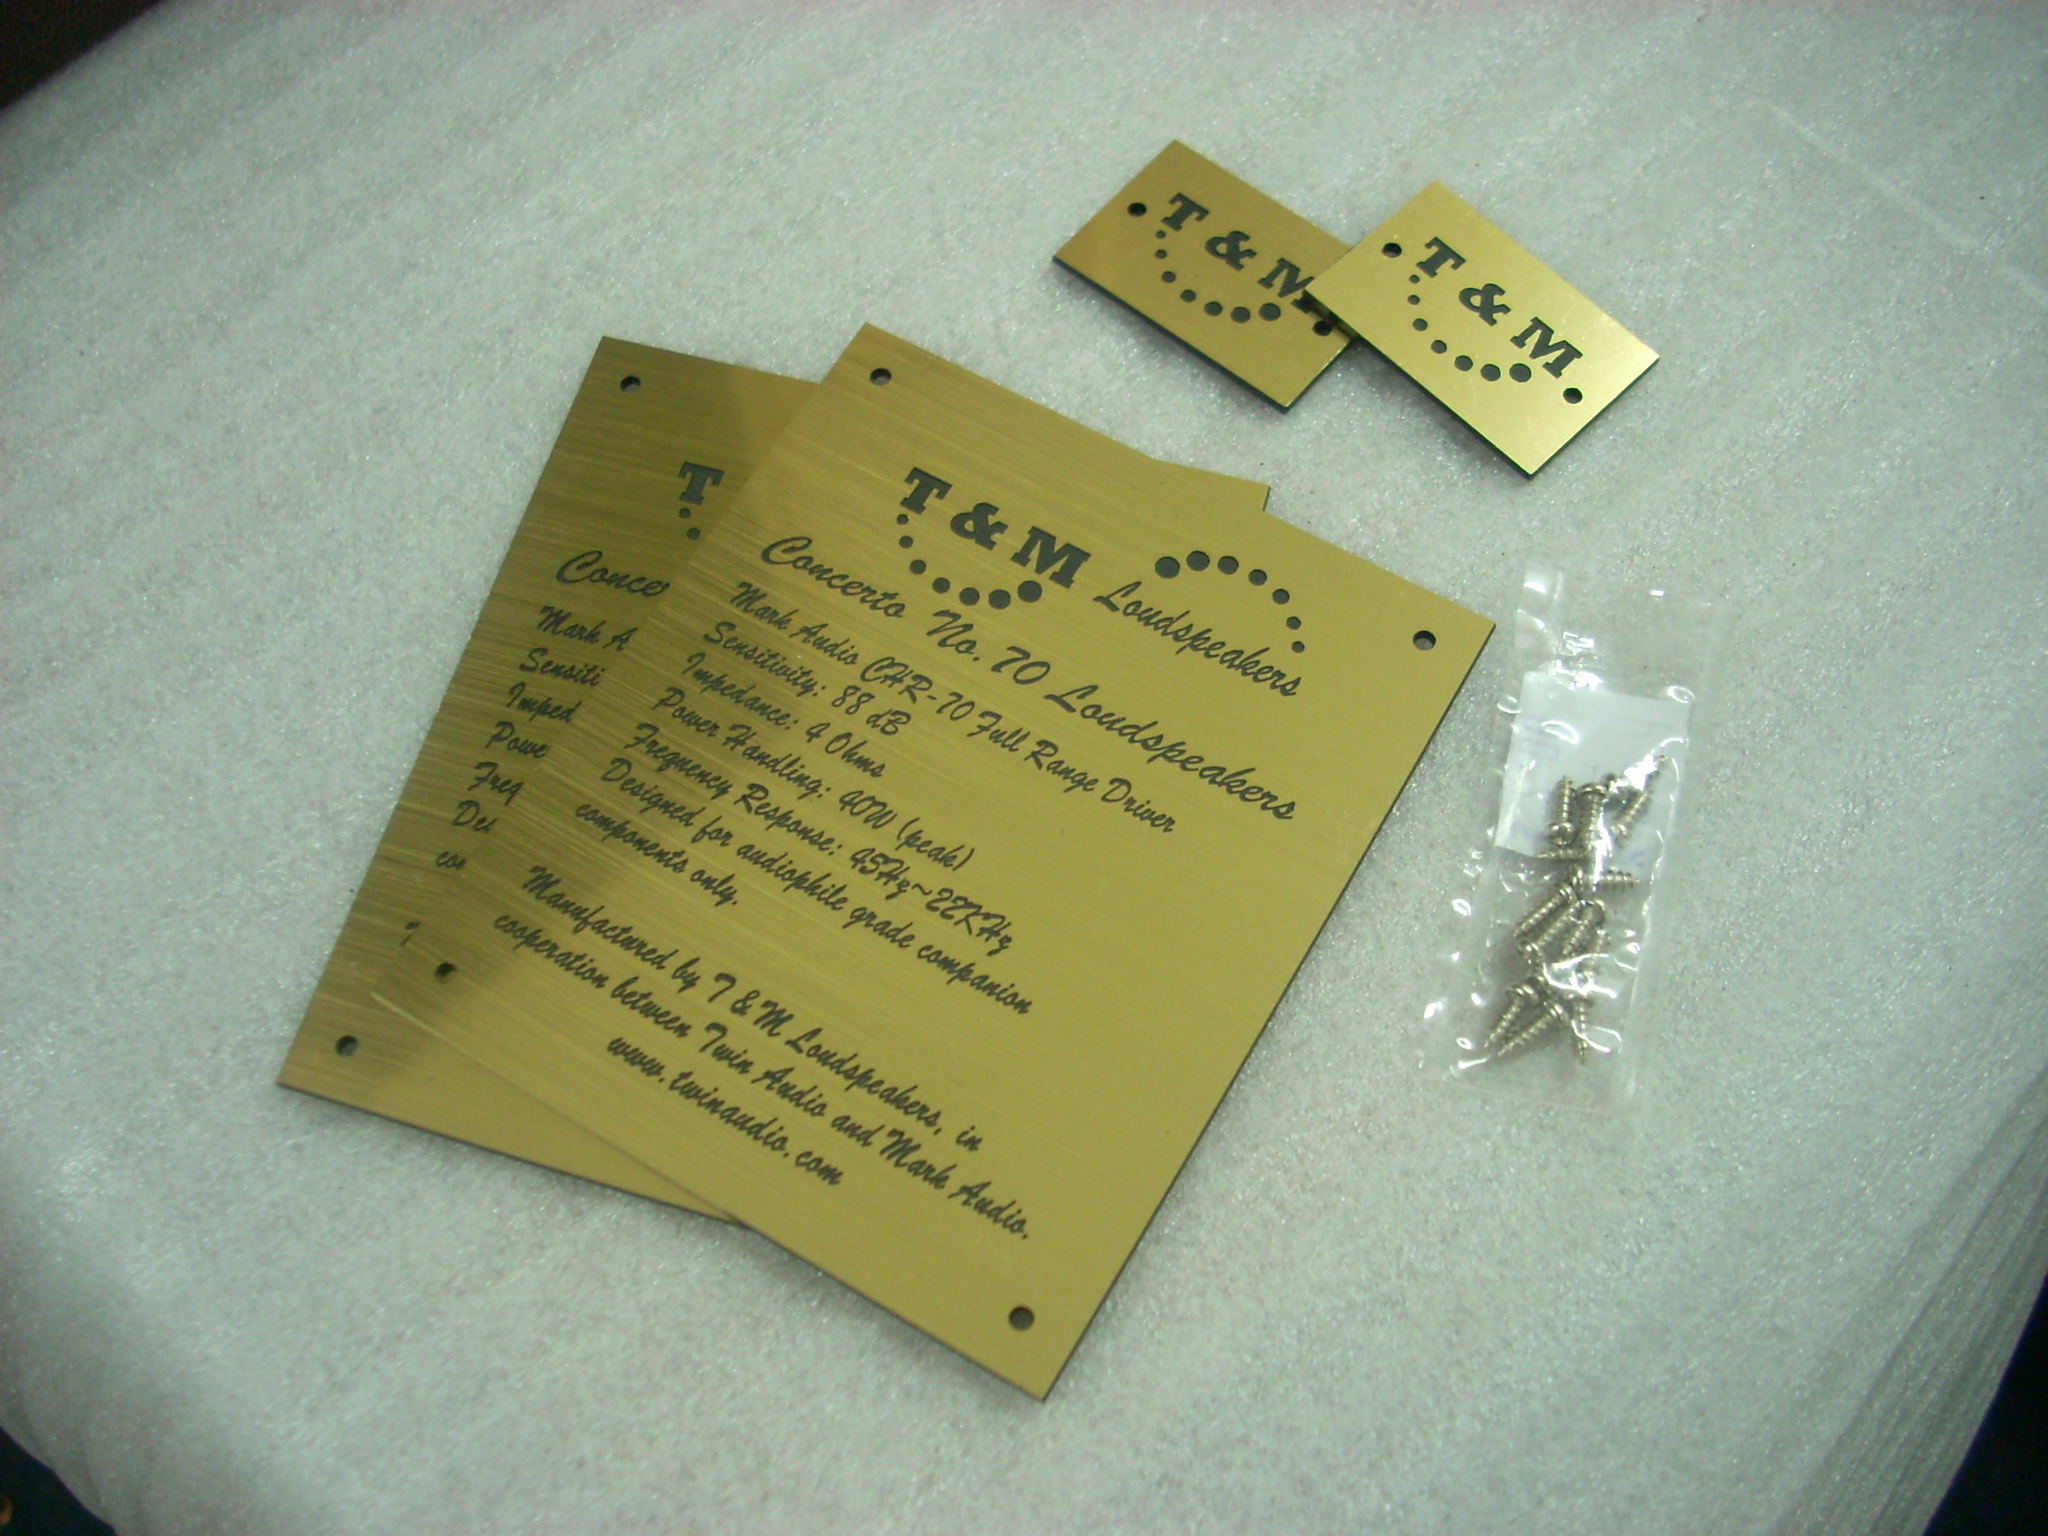 T & M
T & M
T & M Loudspeakers
Concerto No. 70 Loudspeakers
Mark Audio CHR-70 Full Range Driver
Sensitivity: 88 dB
Impedance: 4 Ohms
Power Handling: 40W (peak)
Frequency Response: 45Hz~22KHz
Designed for audiophile grade companion
components only.
Manufactured by T & M Loudspeakers, in
cooperation between Twin Audio and Mark Audio.
www.twinaudio.com
T
Conce
Mark A
Sensiti
Imped
Powe
Freq
De
co